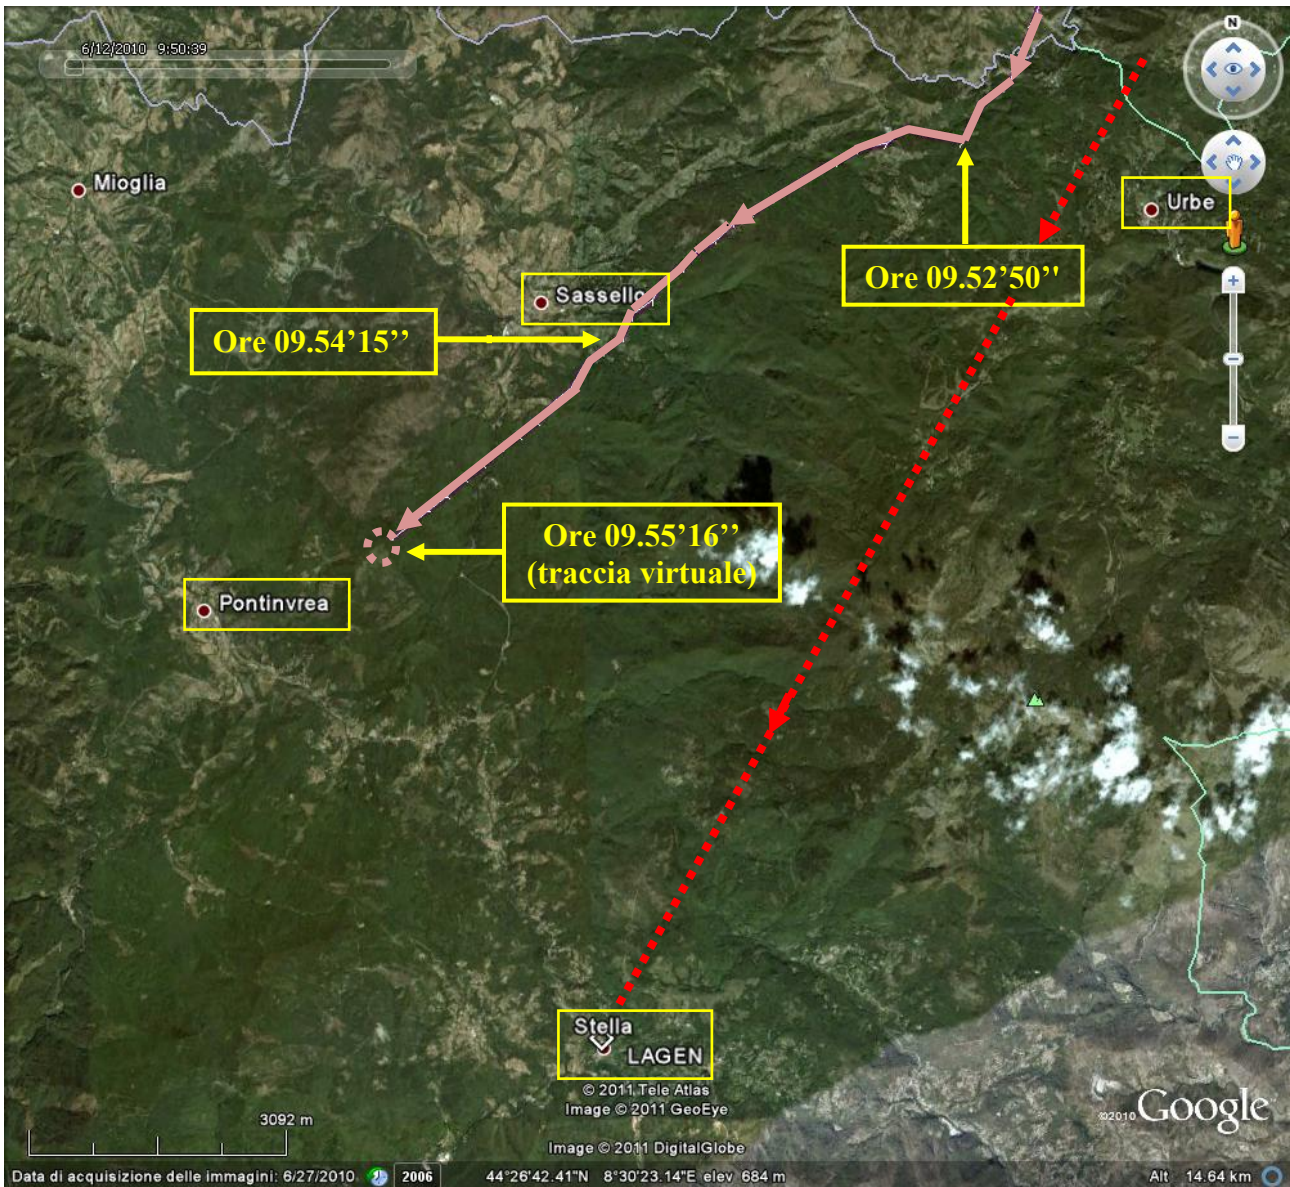 N
6/12/2010 9:50:39
Mioglia
Urbe
Ore 09.52'50''
Sassello
Ore 09.54’15’’
Ore 09.55’16’’
(traccia virtuale)
Pontinvrea
Stella
LAGEN
© 2011 Tele Atlas
Image © 2011 GeoEye
©2010 Google
3092 m
Image © 2011 DigitalGlobe
Data di acquisizione delle immagini: 6/27/2010 2006 44°26'42.41"N 8°30'23.14"E elev 684 m Alt 14.64 km